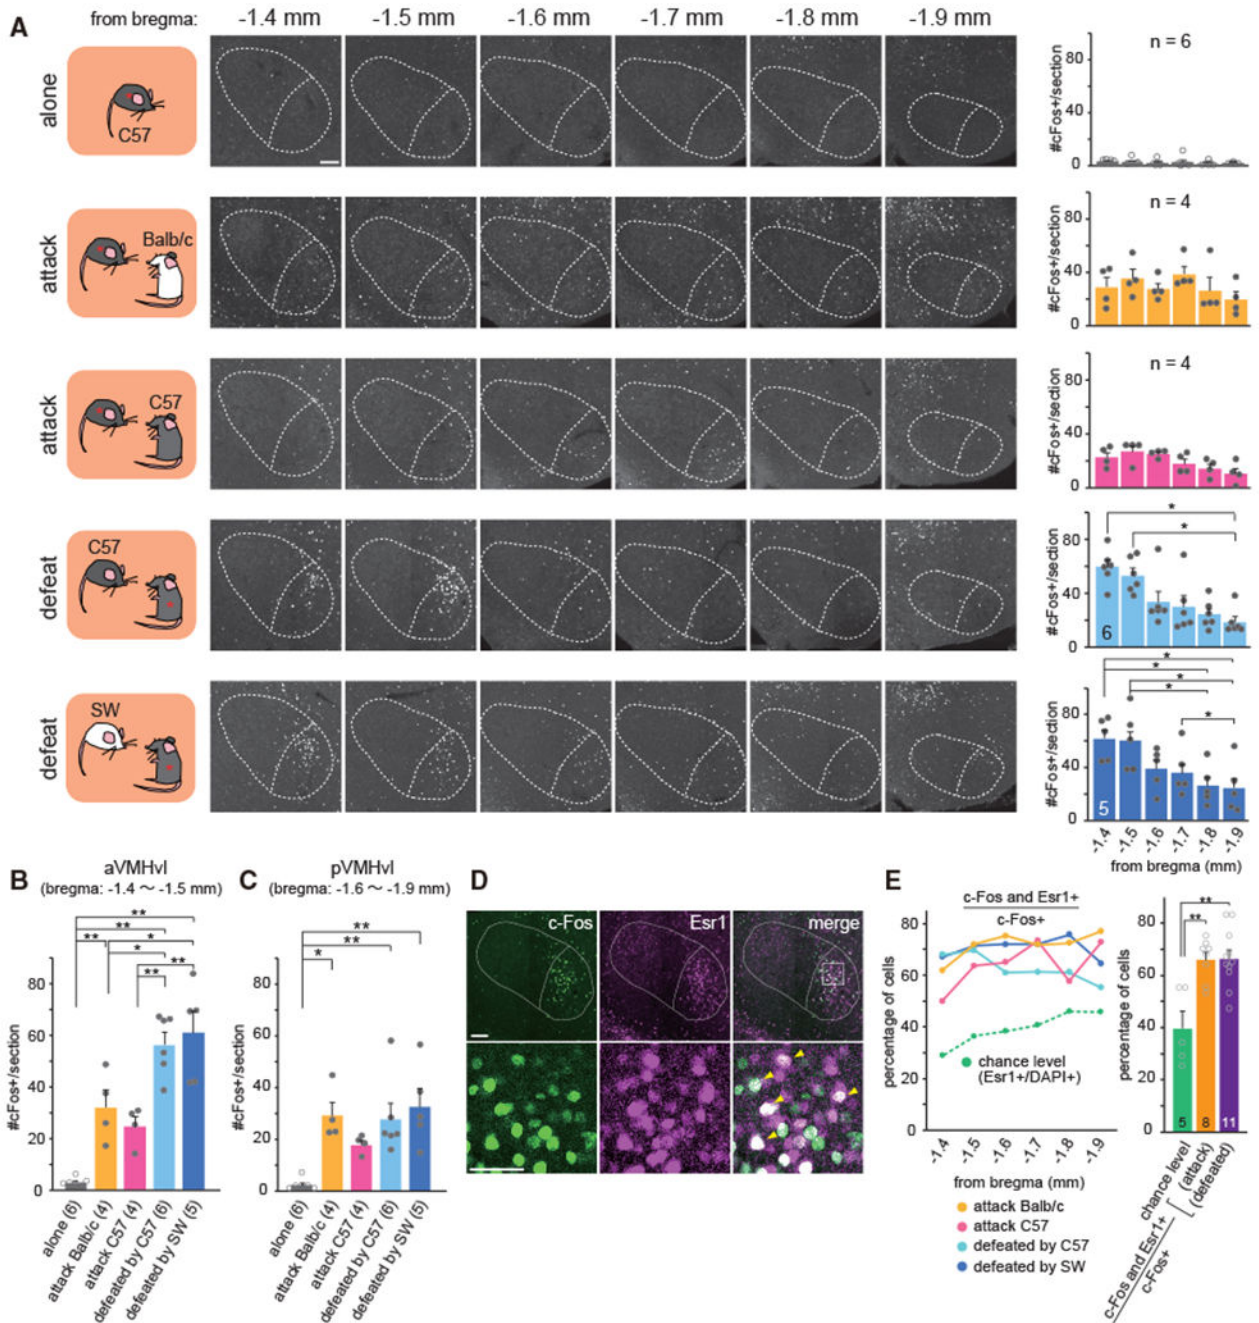 A
from bregma:
-1.4 mm
-1.5 mm
-1.6 mm
-1.7 mm
-1.8 mm
-1.9 mm
alone
C57
#cFos+/section
80
40
0
n = 6
attack
Balb/c
#cFos+/section
80
40
0
n = 4
attack
C57
#cFos+/section
80
40
0
n = 4
defeat
C57
#cFos+/section
80
40
0
*
*
6
defeat
SW
#cFos+/section
80
40
0
*
*
*
*
*
5
-1.4
-1.5
-1.6
-1.7
-1.8
-1.9
from bregma (mm)
B
aVMHvl
(bregma: -1.4 ~ -1.5 mm)
**
**
** *
*
**
**
#cFos+/section
80
60
40
20
0
alone (6)
attack Balb/c (4)
attack C57 (4)
defeated by C57 (6)
defeated by SW (5)
C
pVMHvl
(bregma: -1.6 ~ -1.9 mm)
**
**
*
#cFos+/section
80
60
40
20
0
alone (6)
attack Balb/c (4)
attack C57 (4)
defeated by C57 (6)
defeated by SW (5)
D
c-Fos
Esr1
merge
E
c-Fos and Esr1+
c-Fos+
percentage of cells
80
60
40
20
80
chance level
(Esr1+/DAPI+)
-1.4
-1.5
-1.6
-1.7
-1.8
-1.9
from bregma (mm)
attack Balb/c
attack C57
defeated by C57
defeated by SW
percentage of cells
80
60
40
20
0
**
**
5
8
11
chance level
(attack)
(defeated)
c-Fos and Esr1+
c-Fos+